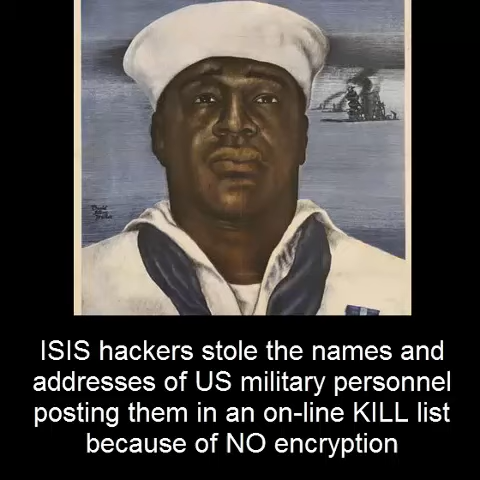 ISIS hackers stole the names and
addresses of US military personnel
posting them in an on-line KILL list
because of NO encryption